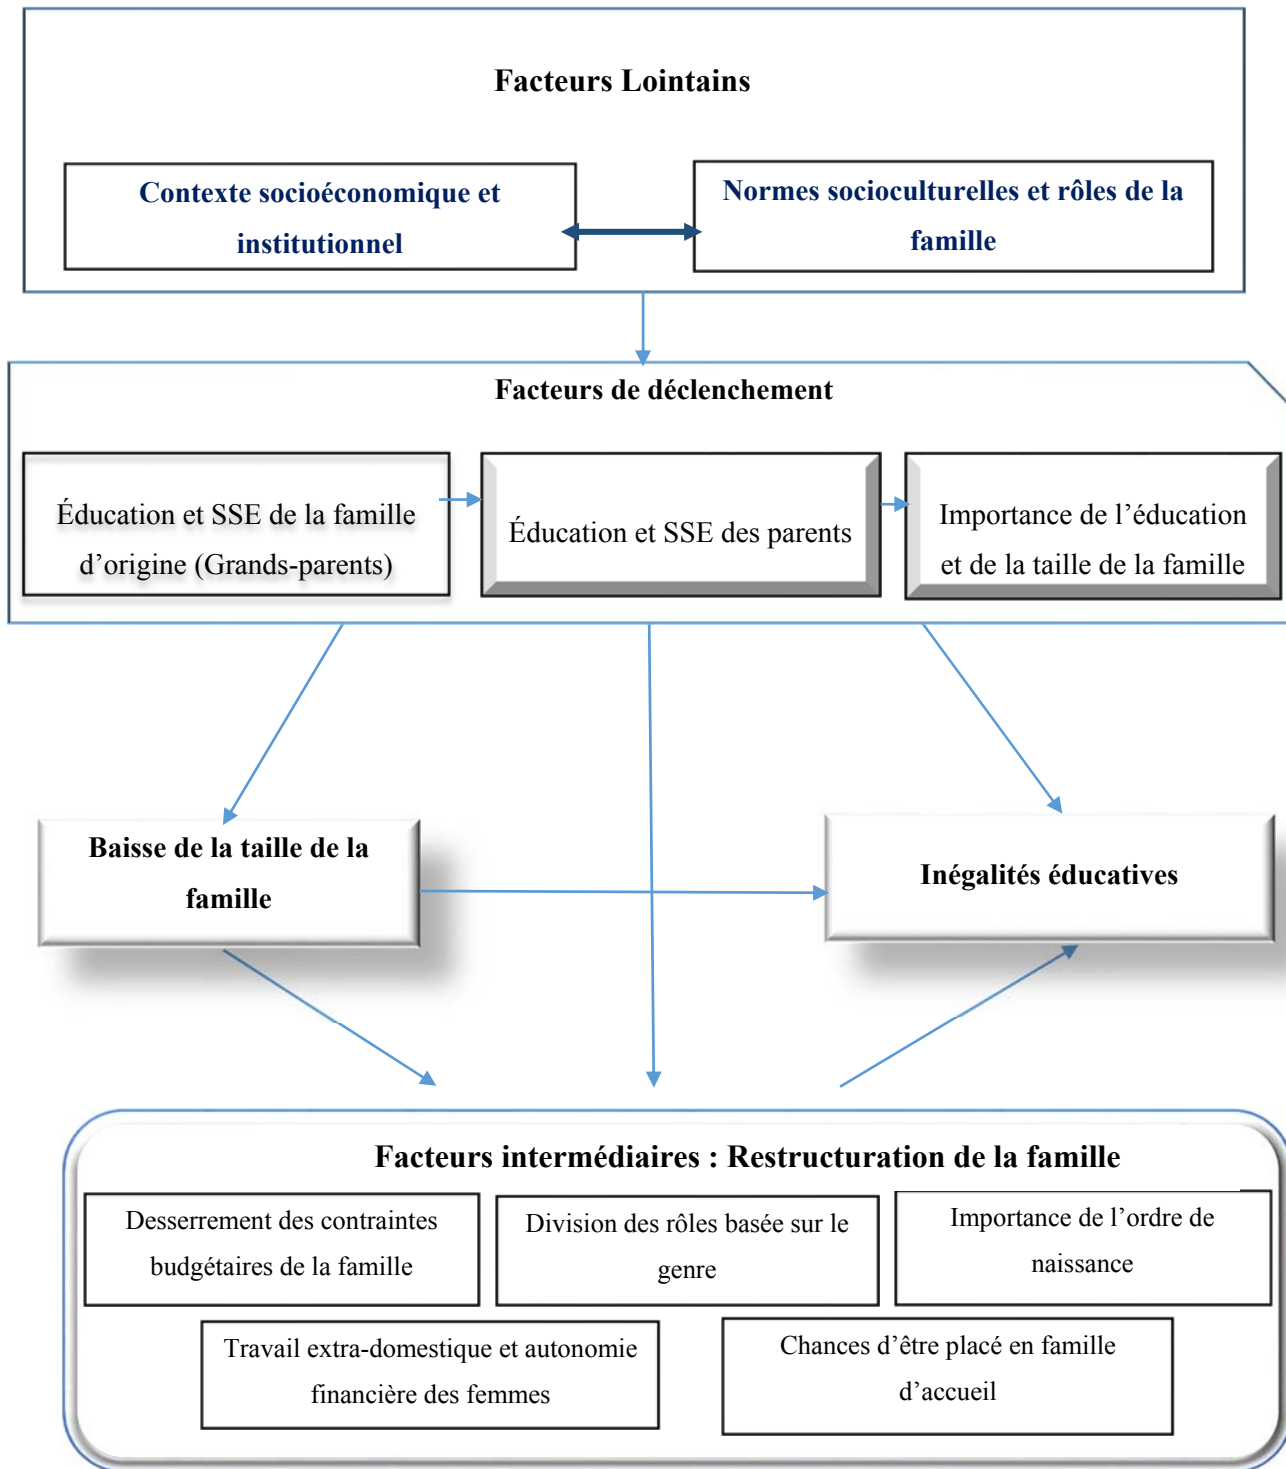 Facteurs Lointains
Contexte socioéconomique et
institutionnel
Normes socioculturelles et rôles de la
famille
Facteurs de déclenchement
Éducation et SSE de la famille
d’origine (Grands-parents)
Éducation et SSE des parents
Importance de l’éducation
et de la taille de la famille
Baisse de la taille de la
famille
Inégalités éducatives
Facteurs intermédiaires : Restructuration de la famille
Desserrement des contraintes
budgétaires de la famille
Division des rôles basée sur le
genre
Importance de l’ordre de
naissance
Travail extra-domestique et autonomie
financière des femmes
Chances d’être placé en famille
d’accueil